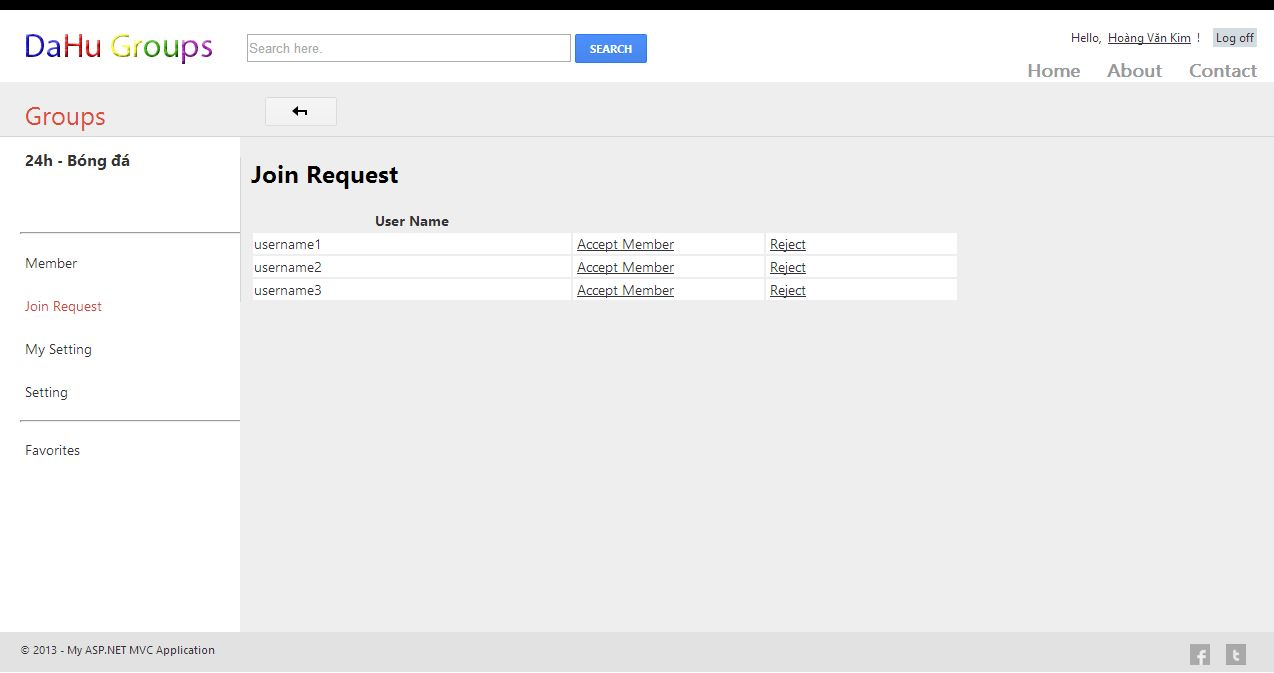 DaHu Groups
Search here.
SEARCH
Hello, Hoàng Văn Kim ! Log off
Home About Contact
Groups
24h - Bóng đá
Member
Join Request
My Setting
Setting
Favorites
Join Request
User Name
username1 Accept Member Reject
username2 Accept Member Reject
username3 Accept Member Reject
© 2013 - My ASP.NET MVC Application